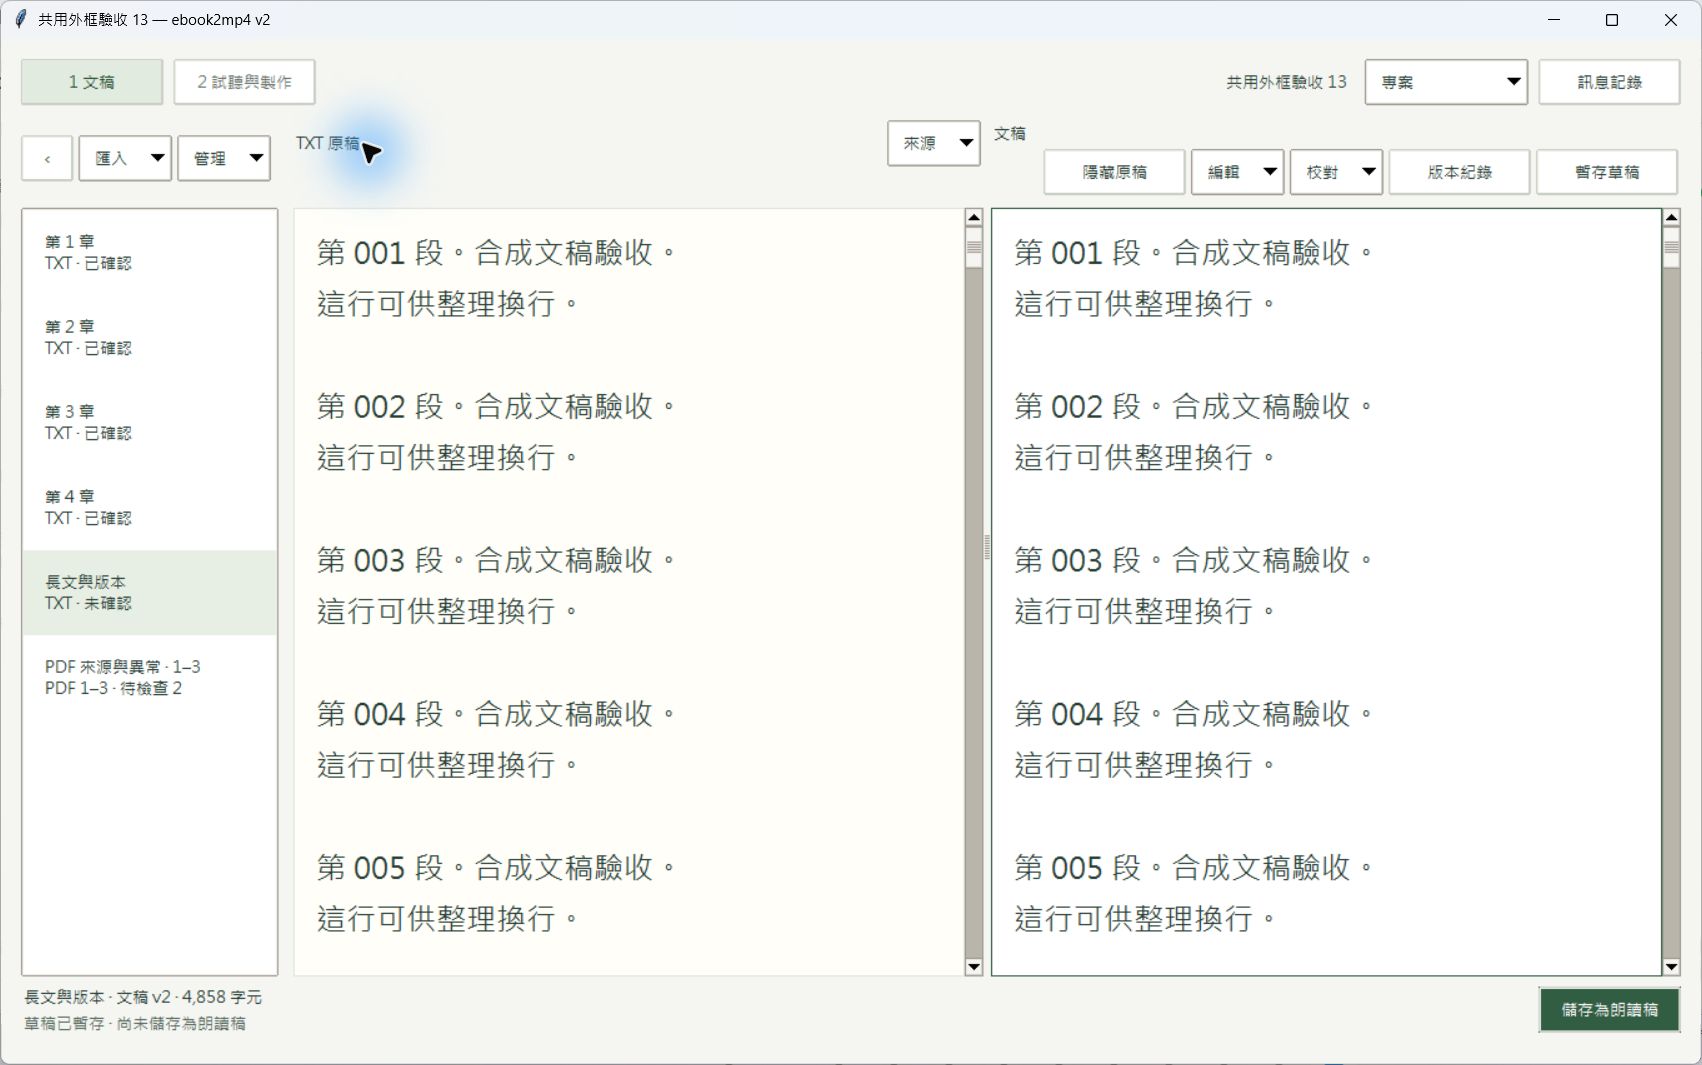 共用外框驗收 13 — ebook2mp4 v2
1 文稿
2 試聽與製作
共用外框驗收 13
專案
訊息記錄
‹
匯入
管理
TXT 原稿
來源
文稿
隱藏原稿
編輯
校對
版本紀錄
暫存草稿
第 1 章
TXT · 已確認
第 2 章
TXT · 已確認
第 3 章
TXT · 已確認
第 4 章
TXT · 已確認
長文與版本
TXT · 未確認
PDF 來源與異常 · 1–3
PDF 1–3 · 待檢查 2
第 001 段。合成文稿驗收。
這行可供整理換行。
第 002 段。合成文稿驗收。
這行可供整理換行。
第 003 段。合成文稿驗收。
這行可供整理換行。
第 004 段。合成文稿驗收。
這行可供整理換行。
第 005 段。合成文稿驗收。
這行可供整理換行。
第 001 段。合成文稿驗收。
這行可供整理換行。
第 002 段。合成文稿驗收。
這行可供整理換行。
第 003 段。合成文稿驗收。
這行可供整理換行。
第 004 段。合成文稿驗收。
這行可供整理換行。
第 005 段。合成文稿驗收。
這行可供整理換行。
長文與版本 · 文稿 v2 · 4,858 字元
草稿已暫存 · 尚未儲存為朗讀稿
儲存為朗讀稿